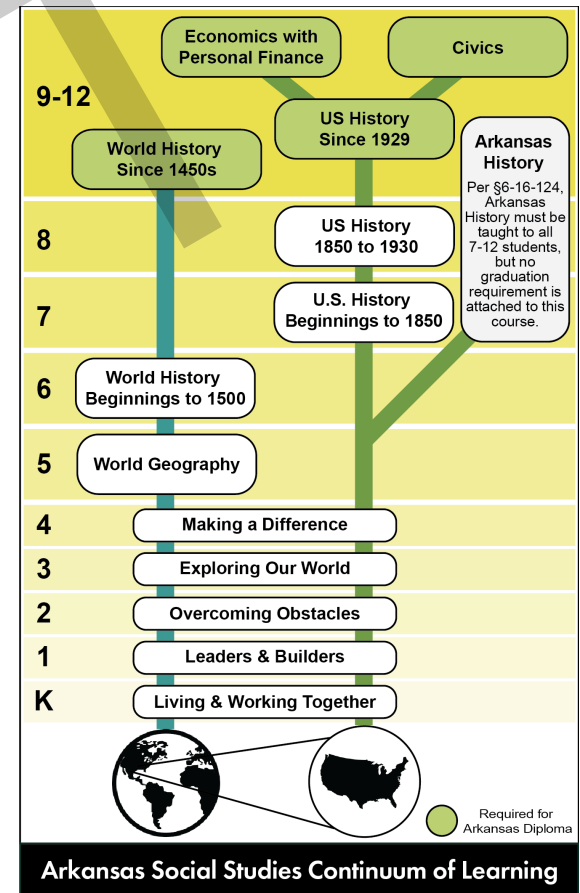 Economics with
Personal Finance
Civics
9-12
US History
Since 1929
World History
Since 1450s
Arkansas
History
Per §6-16-124,
Arkansas
History must be
taught to all
7-12 students,
but no
graduation
requirement is
attached to this
course.
8
US History
1850 to 1930
7
U.S. History
Beginnings to 1850
6
World History
Beginnings to 1500
5
World Geography
4
Making a Difference
3
Exploring Our World
2
Overcoming Obstacles
1
Leaders & Builders
K
Living & Working Together
Required for
Arkansas Diploma
Arkansas Social Studies Continuum of Learning